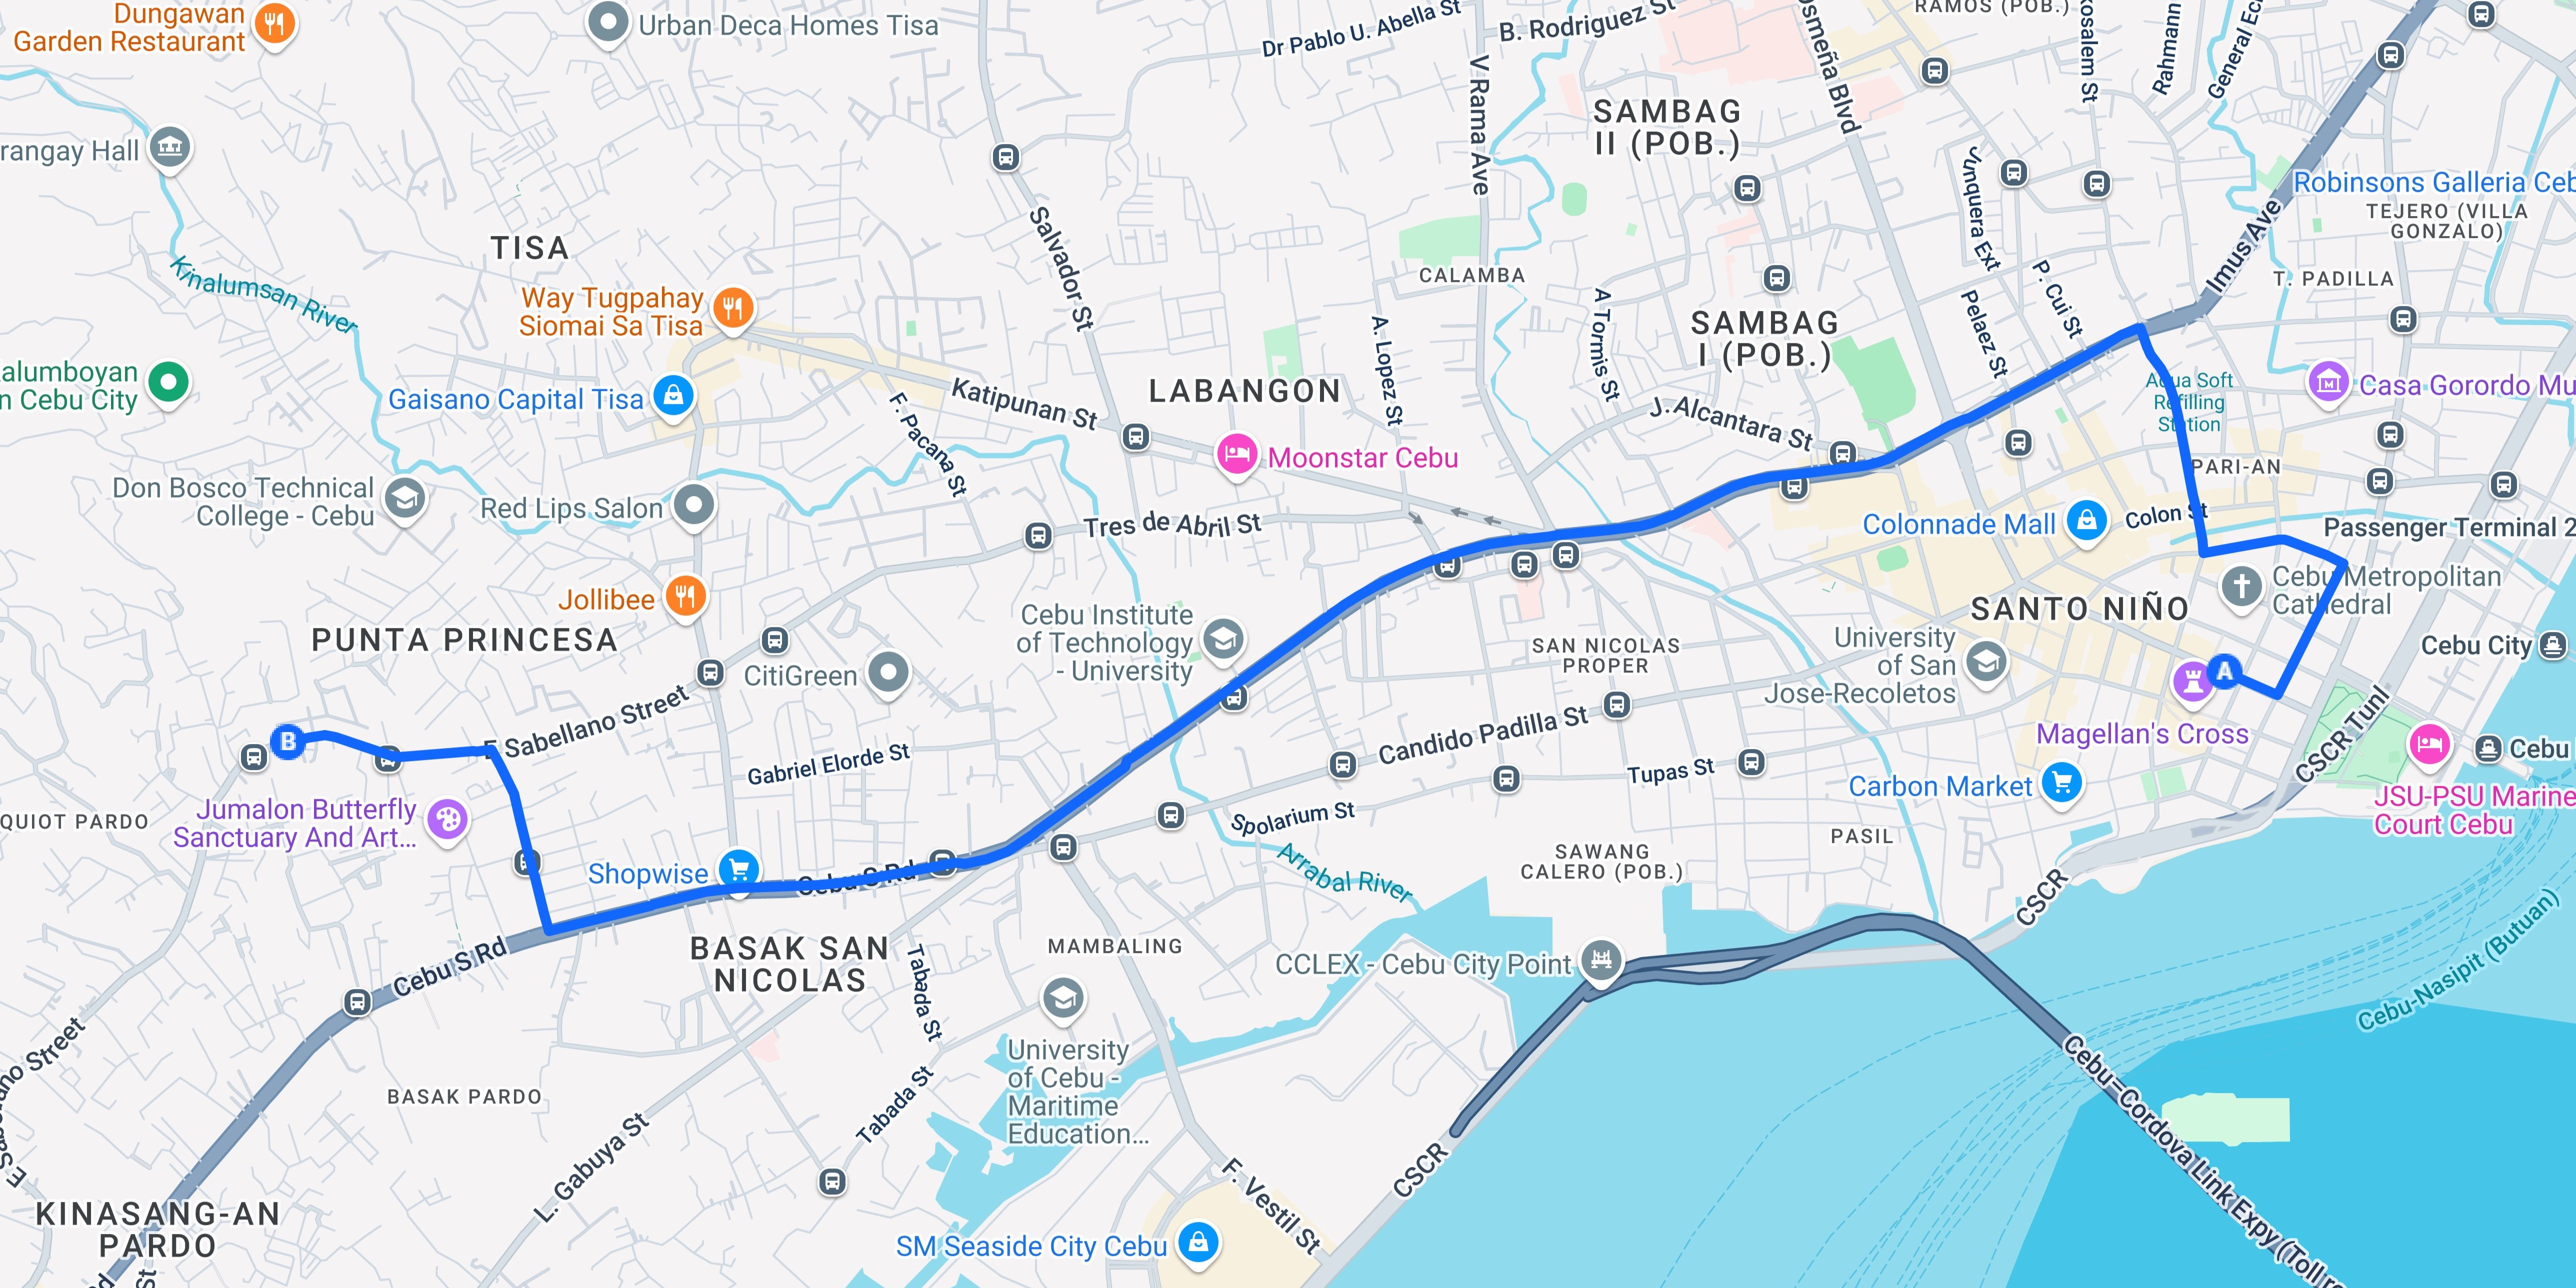 Dungawan
Garden Restaurant
Urban Deca Homes Tisa
Dr Pablo U. Abella St
B. Rodriguez St
RAMOS (POB.)
Osmeña Blvd
V Rama Ave
Rahmann
General Ec
SAMBAG
II (POB.)
rangay Hall
Robinsons Galleria Ceb
TEJERO (VILLA
GONZALO)
Junquera Ext
TISA
Salvador St
Kinalumsan River
CALAMBA
Imus Ave
T. PADILLA
P. Cui St
Way Tugpahay
Siomai Sa Tisa
A. Lopez St
A Tormis St
SAMBAG
I (POB.)
Pelaez St
alumboyan
n Cebu City
Gaisano Capital Tisa
Katipunan St
LABANGON
F. Pacana St
J. Alcantara St
Aqua Soft
Refilling
Station
Casa Gorordo Mu
Moonstar Cebu
PARI-AN
Don Bosco Technical
College - Cebu
Red Lips Salon
Tres de Abril St
Colonnade Mall
Colon St
Passenger Terminal 2
Jollibee
Cebu Metropolitan
Cathedral
SANTO NIÑO
PUNTA PRINCESA
Cebu Institute
of Technology
- University
SAN NICOLAS
PROPER
University
of San
Jose-Recoletos
Cebu City
CitiGreen
A
B
E Sabellano Street
Magellan's Cross
CSCR Tunl
Cebu
Gabriel Elorde St
Candido Padilla St
Tupas St
Carbon Market
JSU-PSU Marine
Court Cebu
QUIOT PARDO
Jumalon Butterfly
Sanctuary And Art...
Spolarium St
PASIL
Shopwise
Cebu S Rd
Arrabal River
SAWANG
CALERO (POB.)
CSCR
Cebu S Rd
BASAK SAN
NICOLAS
MAMBALING
CCLEX - Cebu City Point
Cebu-Nasipit (Butuan)
Tabada St
ano Street
University
of Cebu -
Maritime
Education...
Cebu–Cordova Link Expy (Tollro
BASAK PARDO
Tabada St
L. Gabuya St
CSCR
F. Vestil St
KINASANG-AN
PARDO
SM Seaside City Cebu